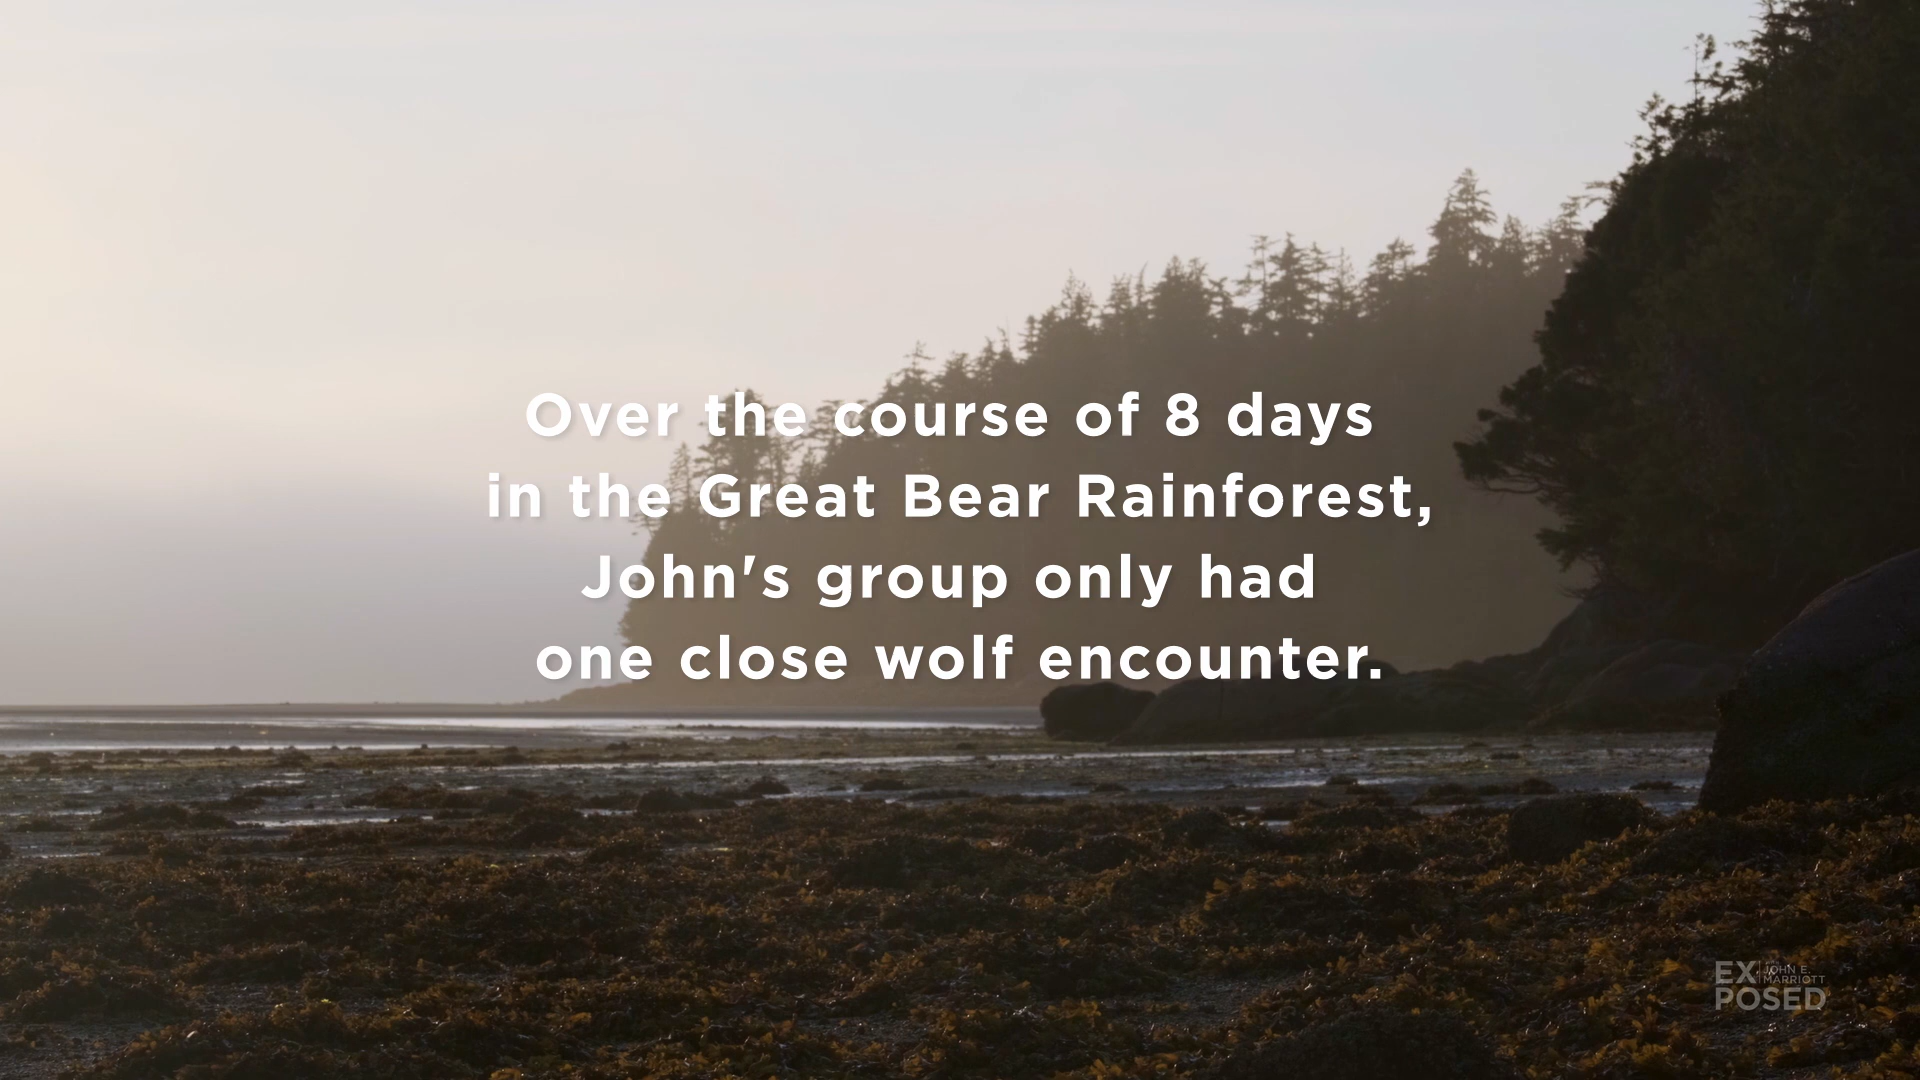 Over the course of 8 days
in the Great Bear Rainforest,
John's group only had
one close wolf encounter.
EX JOHN E.
MARRIOTT
POSED